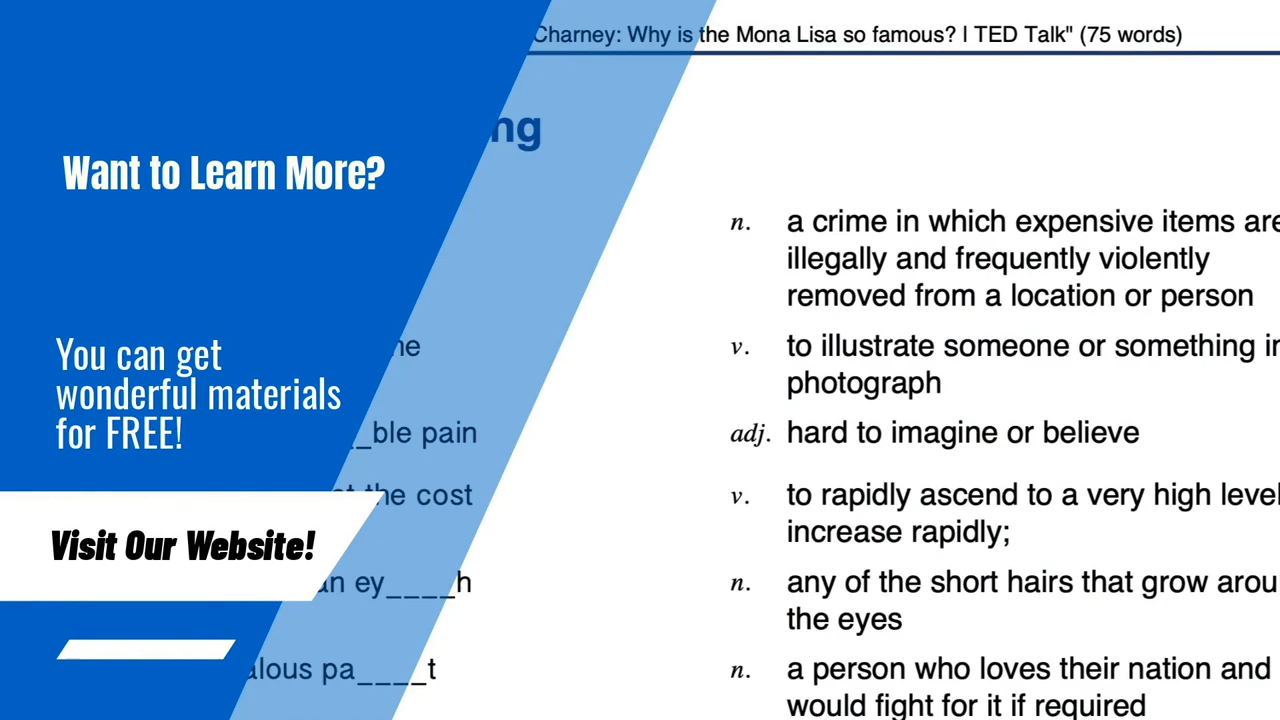 Charney: Why is the Mona Lisa so famous? | TED Talk" (75 words)
ng
Want to Learn More?
You can get
wonderful materials
for FREE!
Visit Our Website!
n. a crime in which expensive items are
illegally and frequently violently
removed from a location or person
v. to illustrate someone or something in
photograph
_ble pain adj. hard to imagine or believe
the cost v. to rapidly ascend to a very high level
increase rapidly;
an ey____h n. any of the short hairs that grow arou
the eyes
alous pa____t n. a person who loves their nation and
would fight for it if required